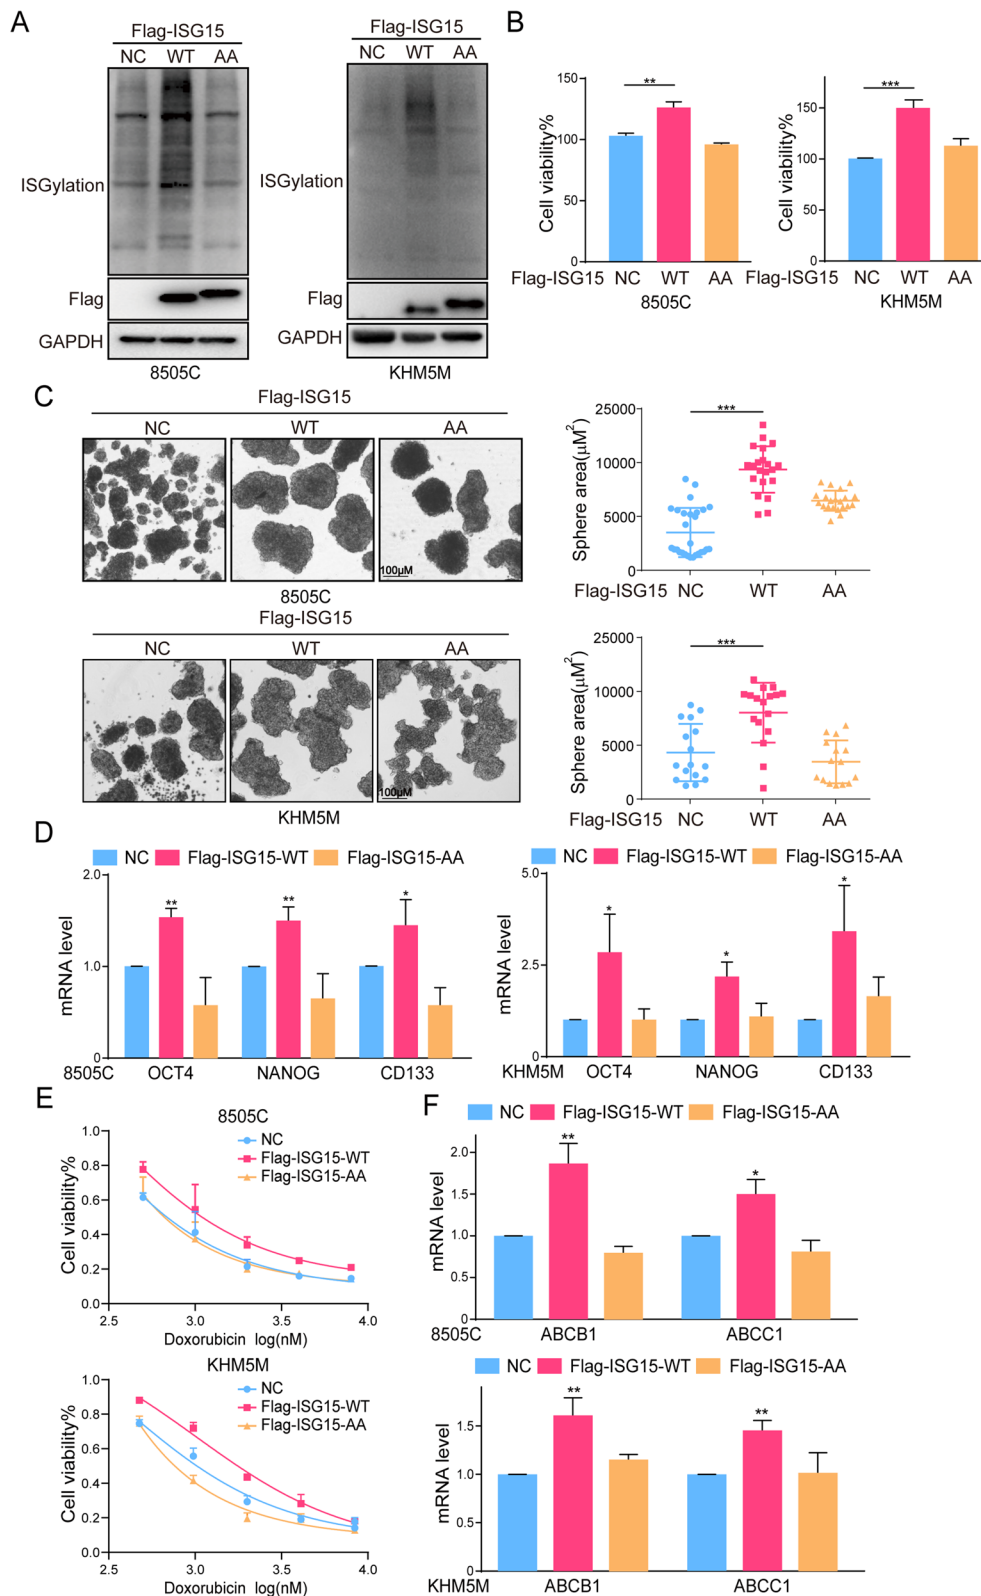 A
Flag-ISG15
NC WT AA
ISGylation
Flag
GAPDH
8505C
Flag-ISG15
NC WT AA
ISGylation
Flag
GAPDH
KHM5M
B
Cell viability%
150
100
50
0
**
Flag-ISG15 NC WT AA
8505C
Cell viability%
150
100
50
0
***
Flag-ISG15 NC WT AA
KHM5M
C
Flag-ISG15
NC WT AA
100μM
8505C
Sphere area(μM²)
25000
10000
5000
0
***
Flag-ISG15 NC WT AA
Flag-ISG15
NC WT AA
100μM
KHM5M
Sphere area(μM²)
25000
10000
5000
0
***
Flag-ISG15 NC WT AA
D
NC Flag-ISG15-WT Flag-ISG15-AA
mRNA level
2.0
1.0
0
** ** *
8505C OCT4 NANOG CD133
NC Flag-ISG15-WT Flag-ISG15-AA
mRNA level
5.0
2.5
0
* * *
KHM5M OCT4 NANOG CD133
E
8505C
Cell viability%
1.0
0.8
0.6
0.4
0.2
0.0
NC
Flag-ISG15-WT
Flag-ISG15-AA
2.5 3.0 3.5 4.0
Doxorubicin log(nM)
KHM5M
Cell viability%
1.0
0.8
0.6
0.4
0.2
0.0
NC
Flag-ISG15-WT
Flag-ISG15-AA
2.5 3.0 3.5 4.0
Doxorubicin log(nM)
F
NC Flag-ISG15-WT Flag-ISG15-AA
mRNA level
2.0
1.5
1.0
0.5
0
** *
8505C ABCB1 ABCC1
NC Flag-ISG15-WT Flag-ISG15-AA
mRNA level
1.5
1.0
0.5
0
** **
KHM5M ABCB1 ABCC1